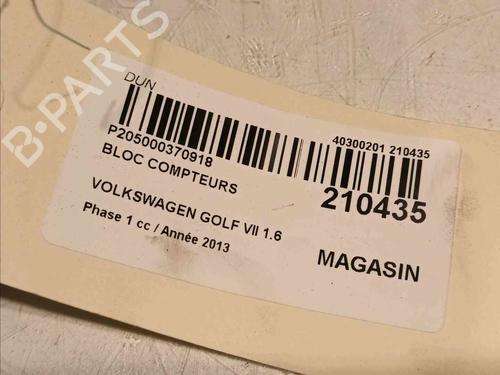 B-PARTS
DUN
P205000370918
40300201 210435
BLOC COMPTEURS
210435
VOLKSWAGEN GOLF VII 1.6
Phase 1 cc / Année 2013
MAGASIN